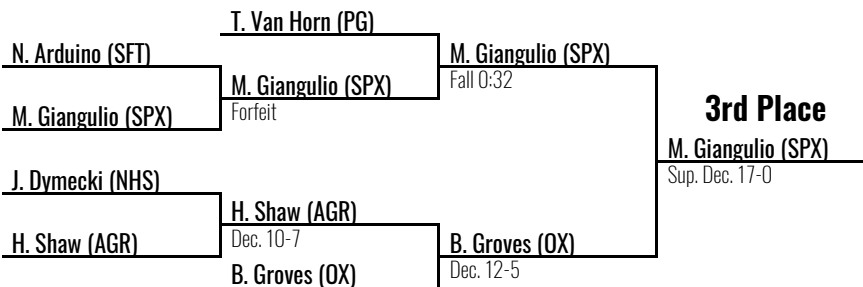 T. Van Horn (PG)
N. Arduino (SFT)
M. Giangulio (SPX)
Fall 0:32
M. Giangulio (SPX)
Forfeit
M. Giangulio (SPX)
3rd Place
M. Giangulio (SPX)
Sup. Dec. 17-0
J. Dymecki (NHS)
H. Shaw (AGR)
Dec. 10-7
H. Shaw (AGR)
B. Groves (OX)
Dec. 12-5
B. Groves (OX)